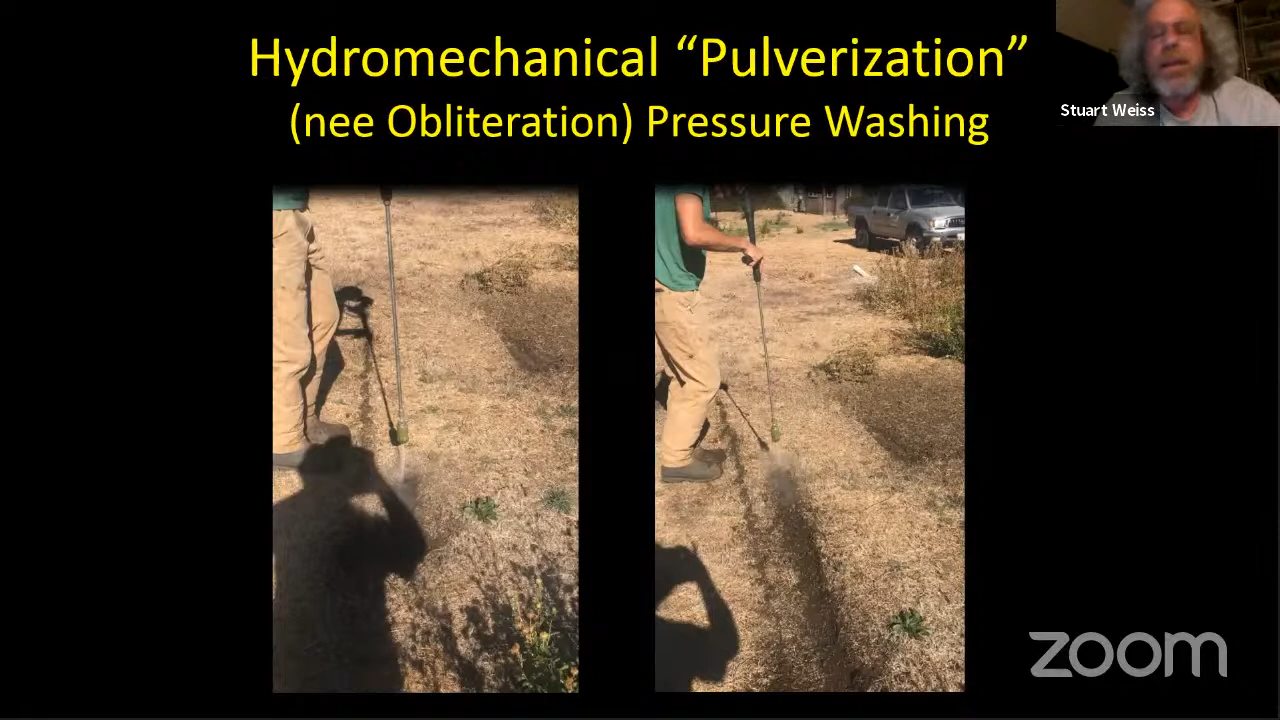 Hydromechanical “Pulverization”
(nee Obliteration) Pressure Washing
Stuart Weiss
zoom